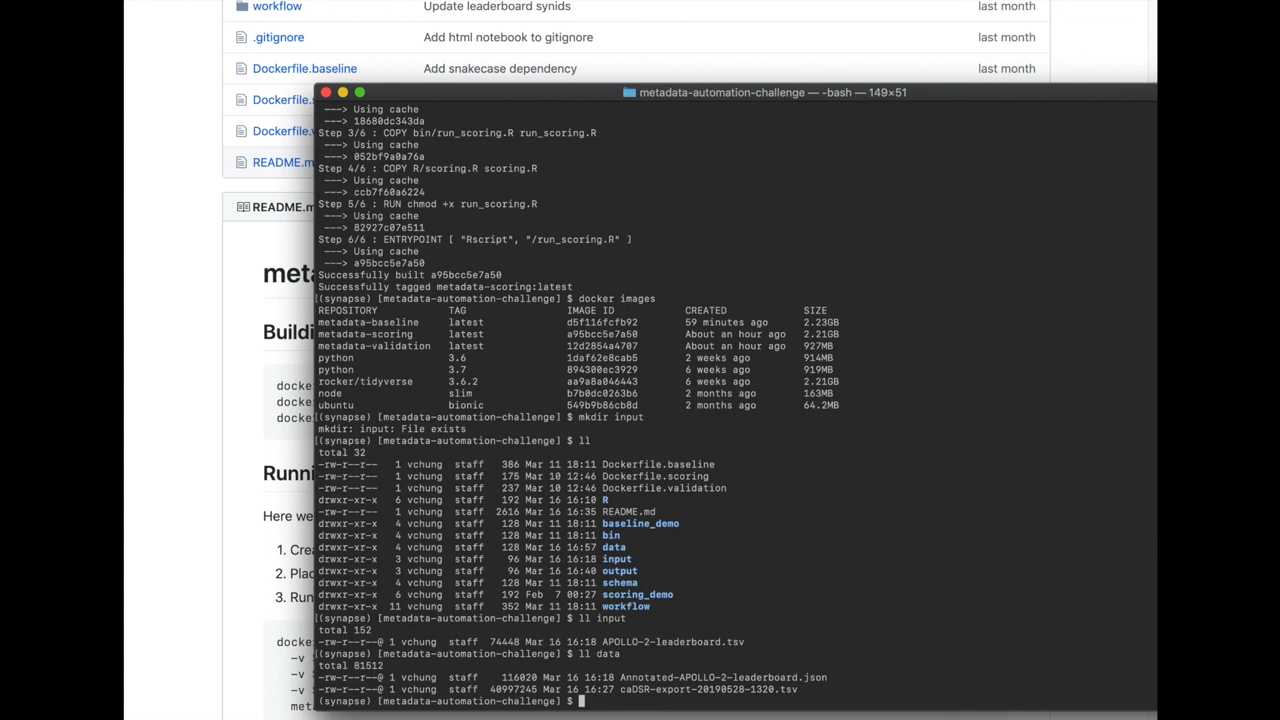 workflow Update leaderboard synids last month
.gitignore Add html notebook to gitignore last month
Dockerfile.baseline Add snakecase dependency last month
Dockerfile.
Dockerfile.
README.m
README.m
Buildi
docke
docke
docke
Runni
Here we
1. Crea
2. Plac
3. Run
docke
-v
-v
-v
meta
metadata-automation-challenge — -bash — 149×51
---> Using cache
---> 18680dc343da
Step 3/6 : COPY bin/run_scoring.R run_scoring.R
---> Using cache
---> 052bf9a0a76a
Step 4/6 : COPY R/scoring.R scoring.R
---> Using cache
---> ccb7f60a6224
Step 5/6 : RUN chmod +x run_scoring.R
---> Using cache
---> 82927c07e511
Step 6/6 : ENTRYPOINT [ "Rscript", "/run_scoring.R" ]
---> Using cache
---> a95bcc5e7a50
Successfully built a95bcc5e7a50
Successfully tagged metadata-scoring:latest
[(synapse) [metadata-automation-challenge] $ docker images
REPOSITORY TAG IMAGE ID CREATED SIZE
metadata-baseline latest d5f116fcfb92 59 minutes ago 2.23GB
metadata-scoring latest a95bcc5e7a50 About an hour ago 2.21GB
metadata-validation latest 12d2854a4707 About an hour ago 927MB
python 3.6 1daf62e8cab5 2 weeks ago 914MB
python 3.7 894300ec3929 6 weeks ago 919MB
rocker/tidyverse 3.6.2 aa9a8a046443 6 weeks ago 2.21GB
node slim b7b0dc0263b6 2 months ago 163MB
ubuntu bionic 549b9b86cb8d 2 months ago 64.2MB
[(synapse) [metadata-automation-challenge] $ mkdir input
mkdir: input: File exists
[(synapse) [metadata-automation-challenge] $ ll
total 32
-rw-r--r-- 1 vchung staff 386 Mar 11 18:11 Dockerfile.baseline
-rw-r--r-- 1 vchung staff 175 Mar 10 12:46 Dockerfile.scoring
-rw-r--r-- 1 vchung staff 237 Mar 10 12:46 Dockerfile.validation
drwxr-xr-x 6 vchung staff 192 Mar 16 16:10 R
-rw-r--r-- 1 vchung staff 2616 Mar 16 16:35 README.md
drwxr-xr-x 4 vchung staff 128 Mar 11 18:11 baseline_demo
drwxr-xr-x 4 vchung staff 128 Mar 11 18:11 bin
drwxr-xr-x 4 vchung staff 128 Mar 16 16:57 data
drwxr-xr-x 3 vchung staff 96 Mar 16 16:18 input
drwxr-xr-x 3 vchung staff 96 Mar 16 16:40 output
drwxr-xr-x 4 vchung staff 128 Mar 11 18:11 schema
drwxr-xr-x 6 vchung staff 192 Feb 7 00:27 scoring_demo
drwxr-xr-x 11 vchung staff 352 Mar 11 18:11 workflow
[(synapse) [metadata-automation-challenge] $ ll input
total 152
-rw-r--r--@ 1 vchung staff 74448 Mar 16 16:18 APOLLO-2-leaderboard.tsv
[(synapse) [metadata-automation-challenge] $ ll data
total 81512
-rw-r--r--@ 1 vchung staff 116020 Mar 16 16:18 Annotated-APOLLO-2-leaderboard.json
-rw-r--r--@ 1 vchung staff 40997245 Mar 16 16:27 caDSR-export-20190528-1320.tsv
(synapse) [metadata-automation-challenge] $